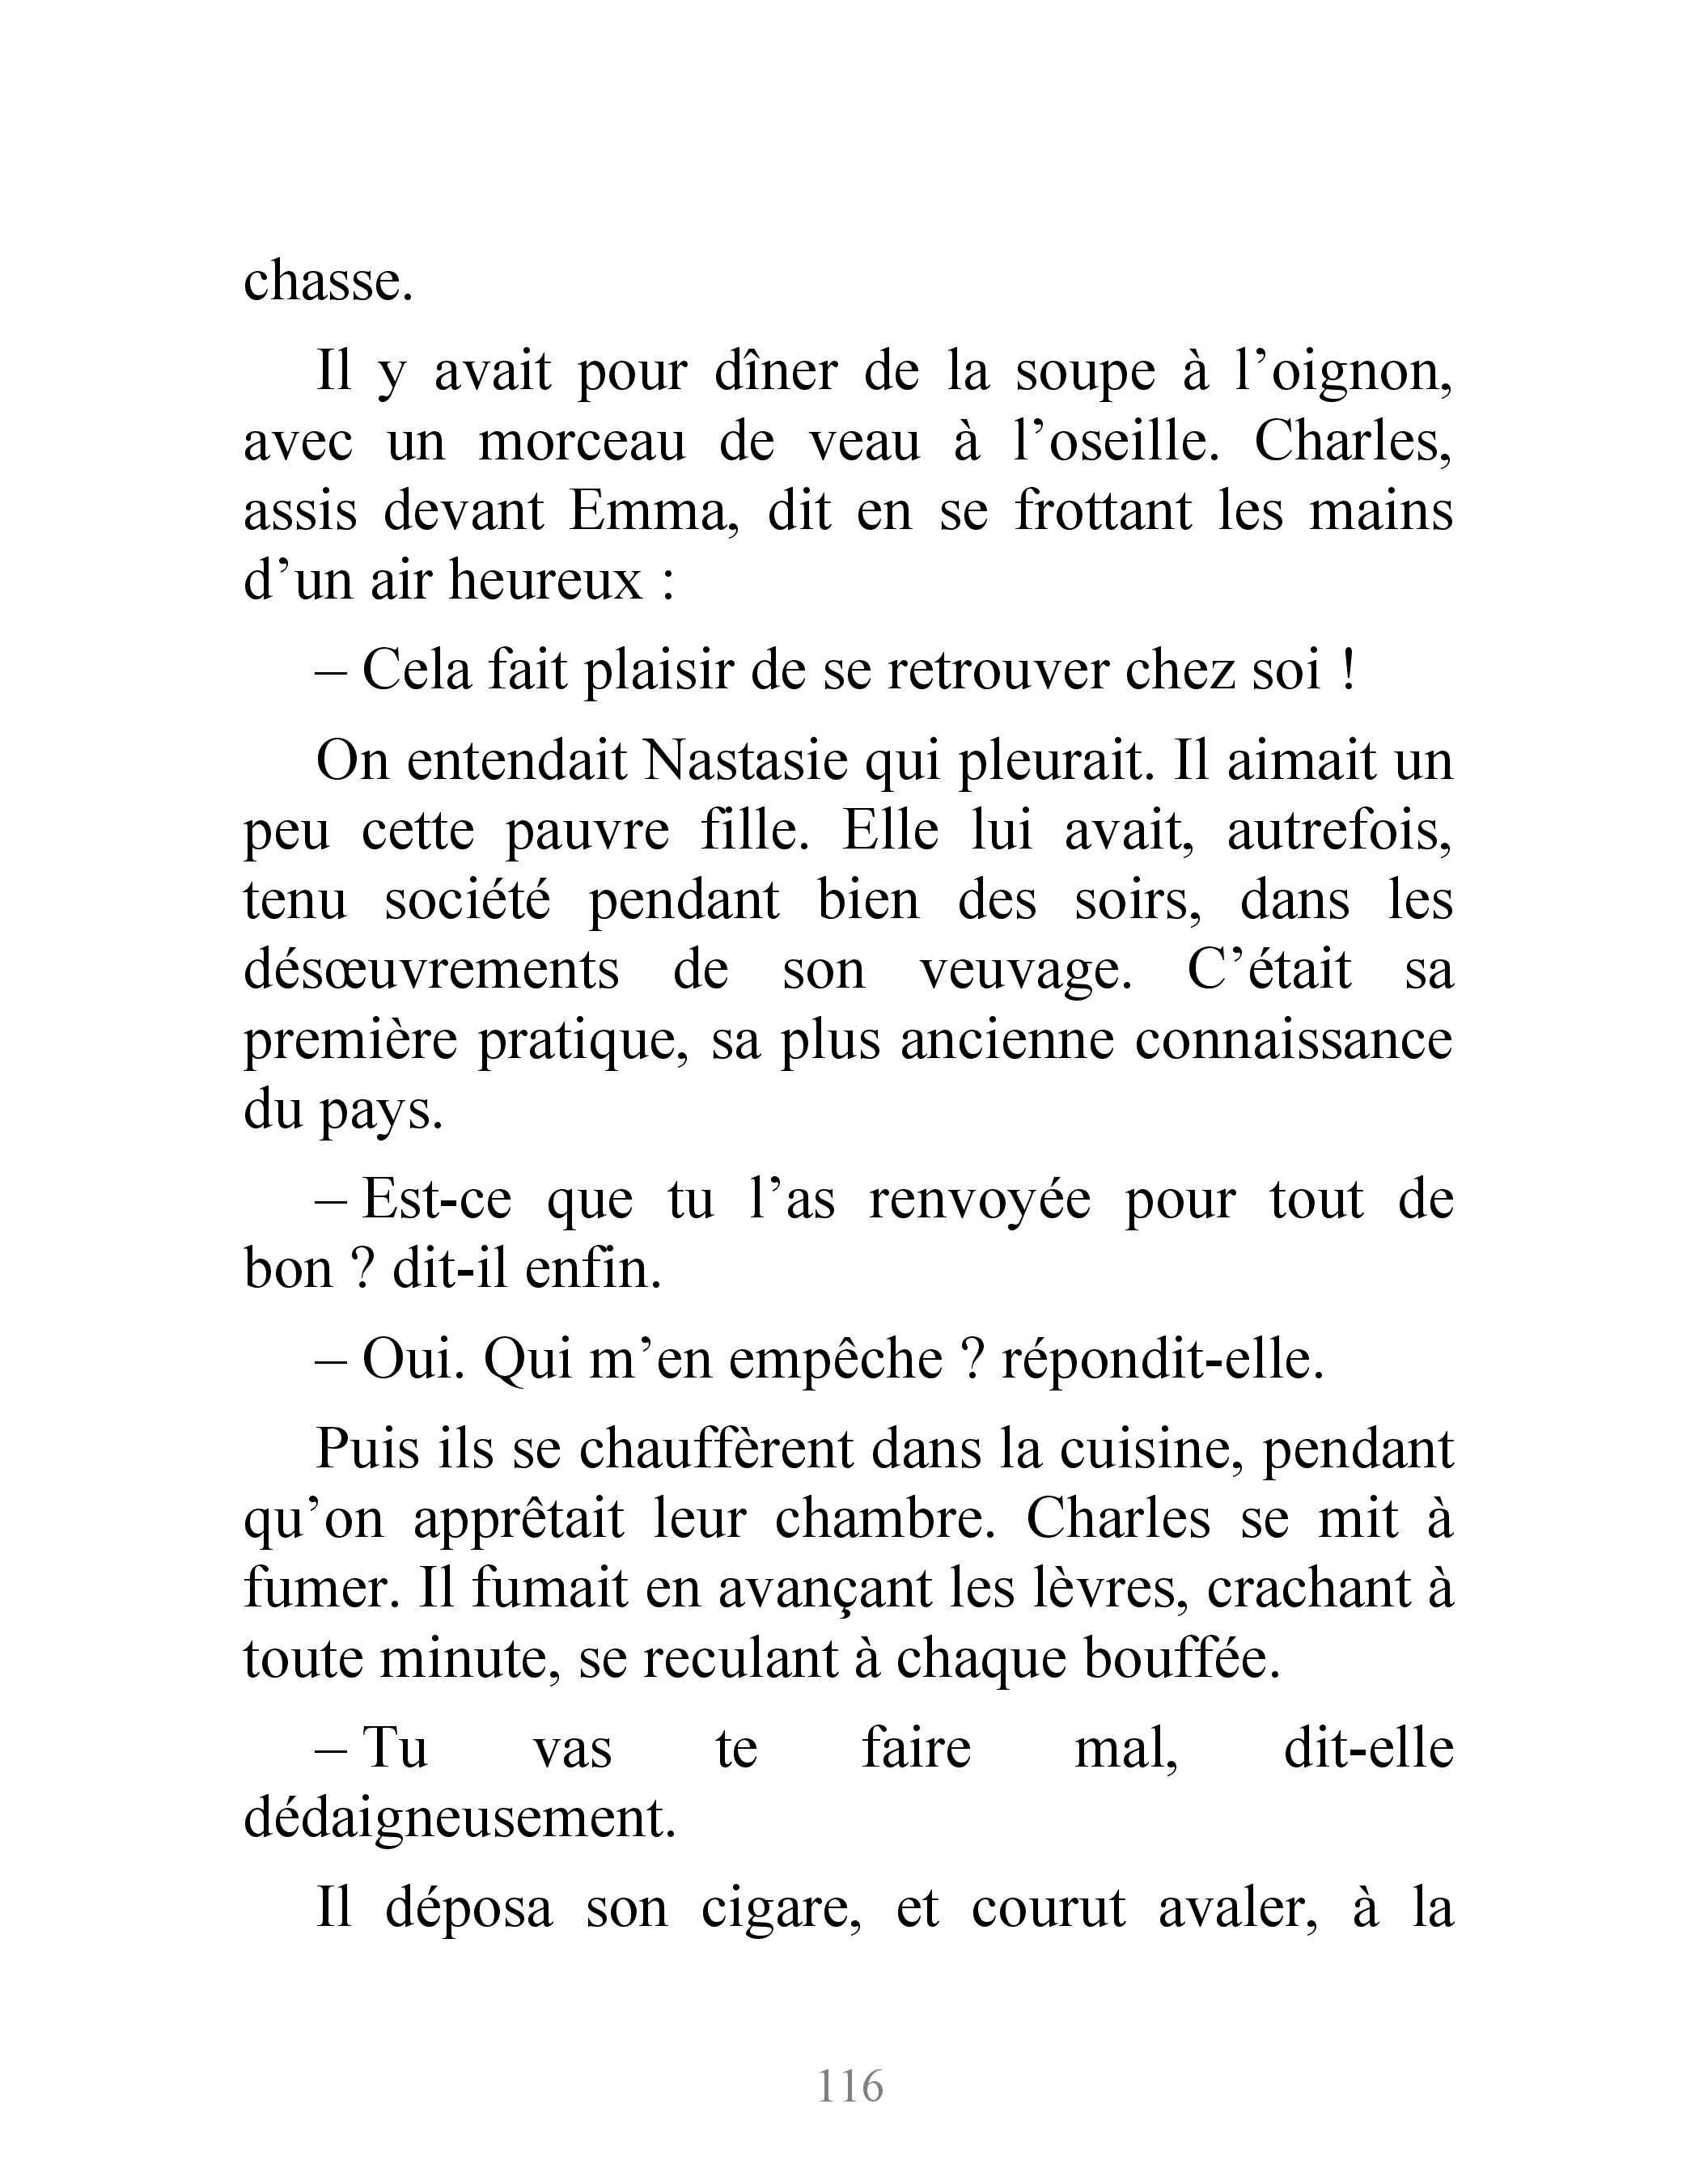 chasse.
Il y avait pour dîner de la soupe à l’oignon,
avec un morceau de veau à l’oseille. Charles,
assis devant Emma, dit en se frottant les mains
d’un air heureux :
– Cela fait plaisir de se retrouver chez soi !
On entendait Nastasie qui pleurait. Il aimait un
peu cette pauvre fille. Elle lui avait, autrefois,
tenu société pendant bien des soirs, dans les
désœuvrements de son veuvage. C’était sa
première pratique, sa plus ancienne connaissance
du pays.
– Est-ce que tu l’as renvoyée pour tout de
bon ? dit-il enfin.
– Oui. Qui m’en empêche ? répondit-elle.
Puis ils se chauffèrent dans la cuisine, pendant
qu’on apprêtait leur chambre. Charles se mit à
fumer. Il fumait en avançant les lèvres, crachant à
toute minute, se reculant à chaque bouffée.
– Tu vas te faire mal, dit-elle
dédaigneusement.
Il déposa son cigare, et courut avaler, à la
116